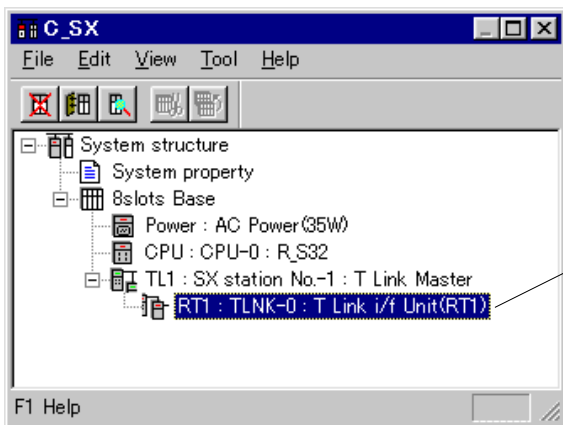 C_SX
File Edit View Tool Help
System structure
System property
8slots Base
Power : AC Power(35W)
CPU : CPU-0 : R_S32
TL1 : SX station No.-1 : T Link Master
RT1 : TLNK-0 : T Link i/f Unit(RT1)
F1 Help